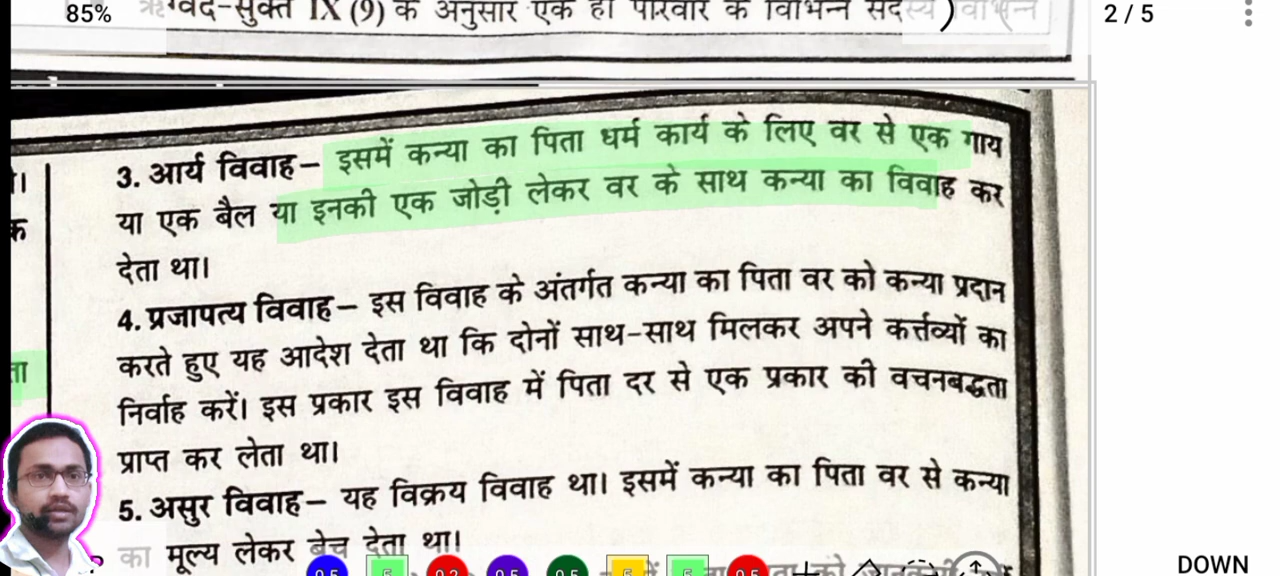 85%
ऋग्वेद-सुक्त IX (9) के अनुसार एक ही परिवार के विभिन्न सदस्य
2 / 5
3. आर्य विवाह– इसमें कन्या का पिता धर्म कार्य के लिए वर से एक गाय
या एक बैल या इनकी एक जोड़ी लेकर वर के साथ कन्या का विवाह कर
देता था।
4. प्रजापत्य विवाह– इस विवाह के अंतर्गत कन्या का पिता वर को कन्या प्रदान
करते हुए यह आदेश देता था कि दोनों साथ-साथ मिलकर अपने कर्त्तव्यों का
निर्वाह करें। इस प्रकार इस विवाह में पिता दर से एक प्रकार की वचनबद्धता
प्राप्त कर लेता था।
5. असुर विवाह– यह विक्रय विवाह था। इसमें कन्या का पिता वर से कन्या
का मूल्य लेकर बेच देता था।
DOWN